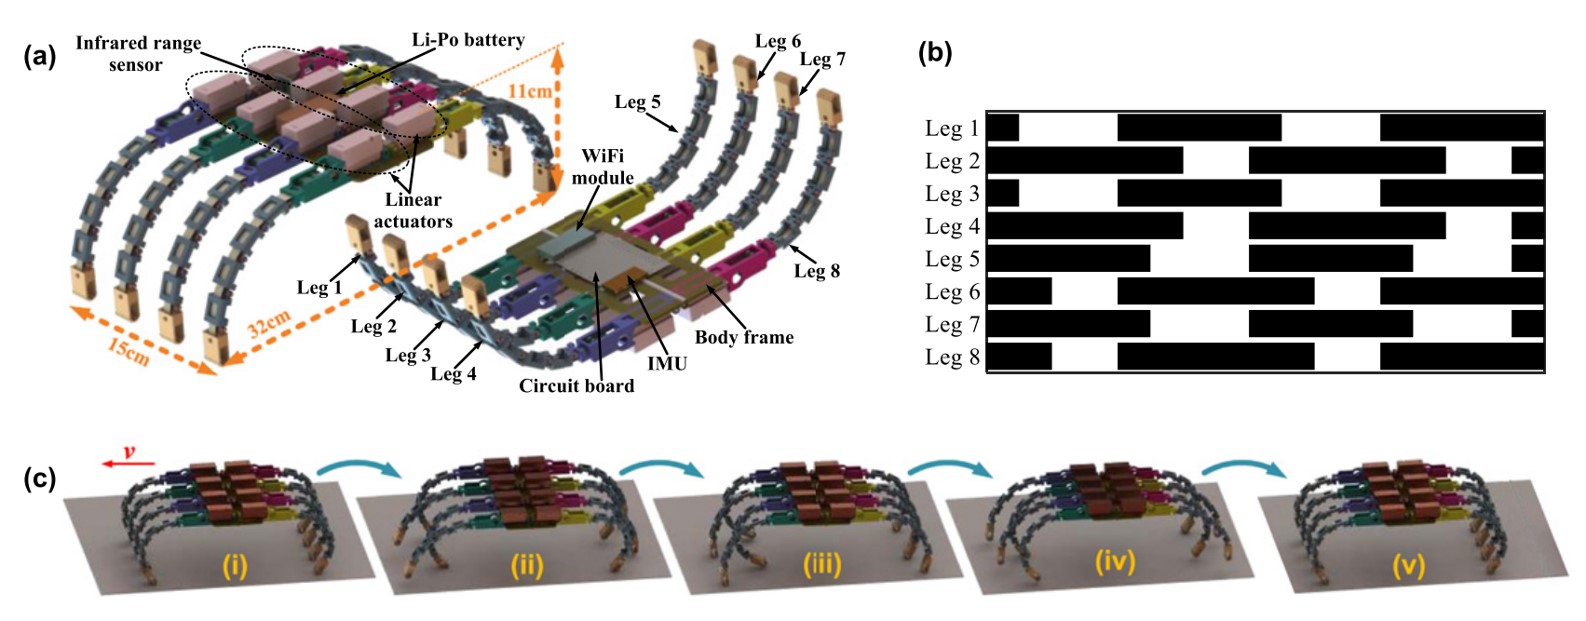 (a)
Infrared range
sensor
Li-Po battery
11cm
Linear
actuators
15cm
32cm
Leg 5
Leg 6
Leg 7
WiFi
module
Leg 8
Leg 1
Leg 2
Leg 3
Leg 4
Body frame
IMU
Circuit board
(b)
Leg 1
Leg 2
Leg 3
Leg 4
Leg 5
Leg 6
Leg 7
Leg 8
(c)
v
(i)
(ii)
(iii)
(iv)
(v)